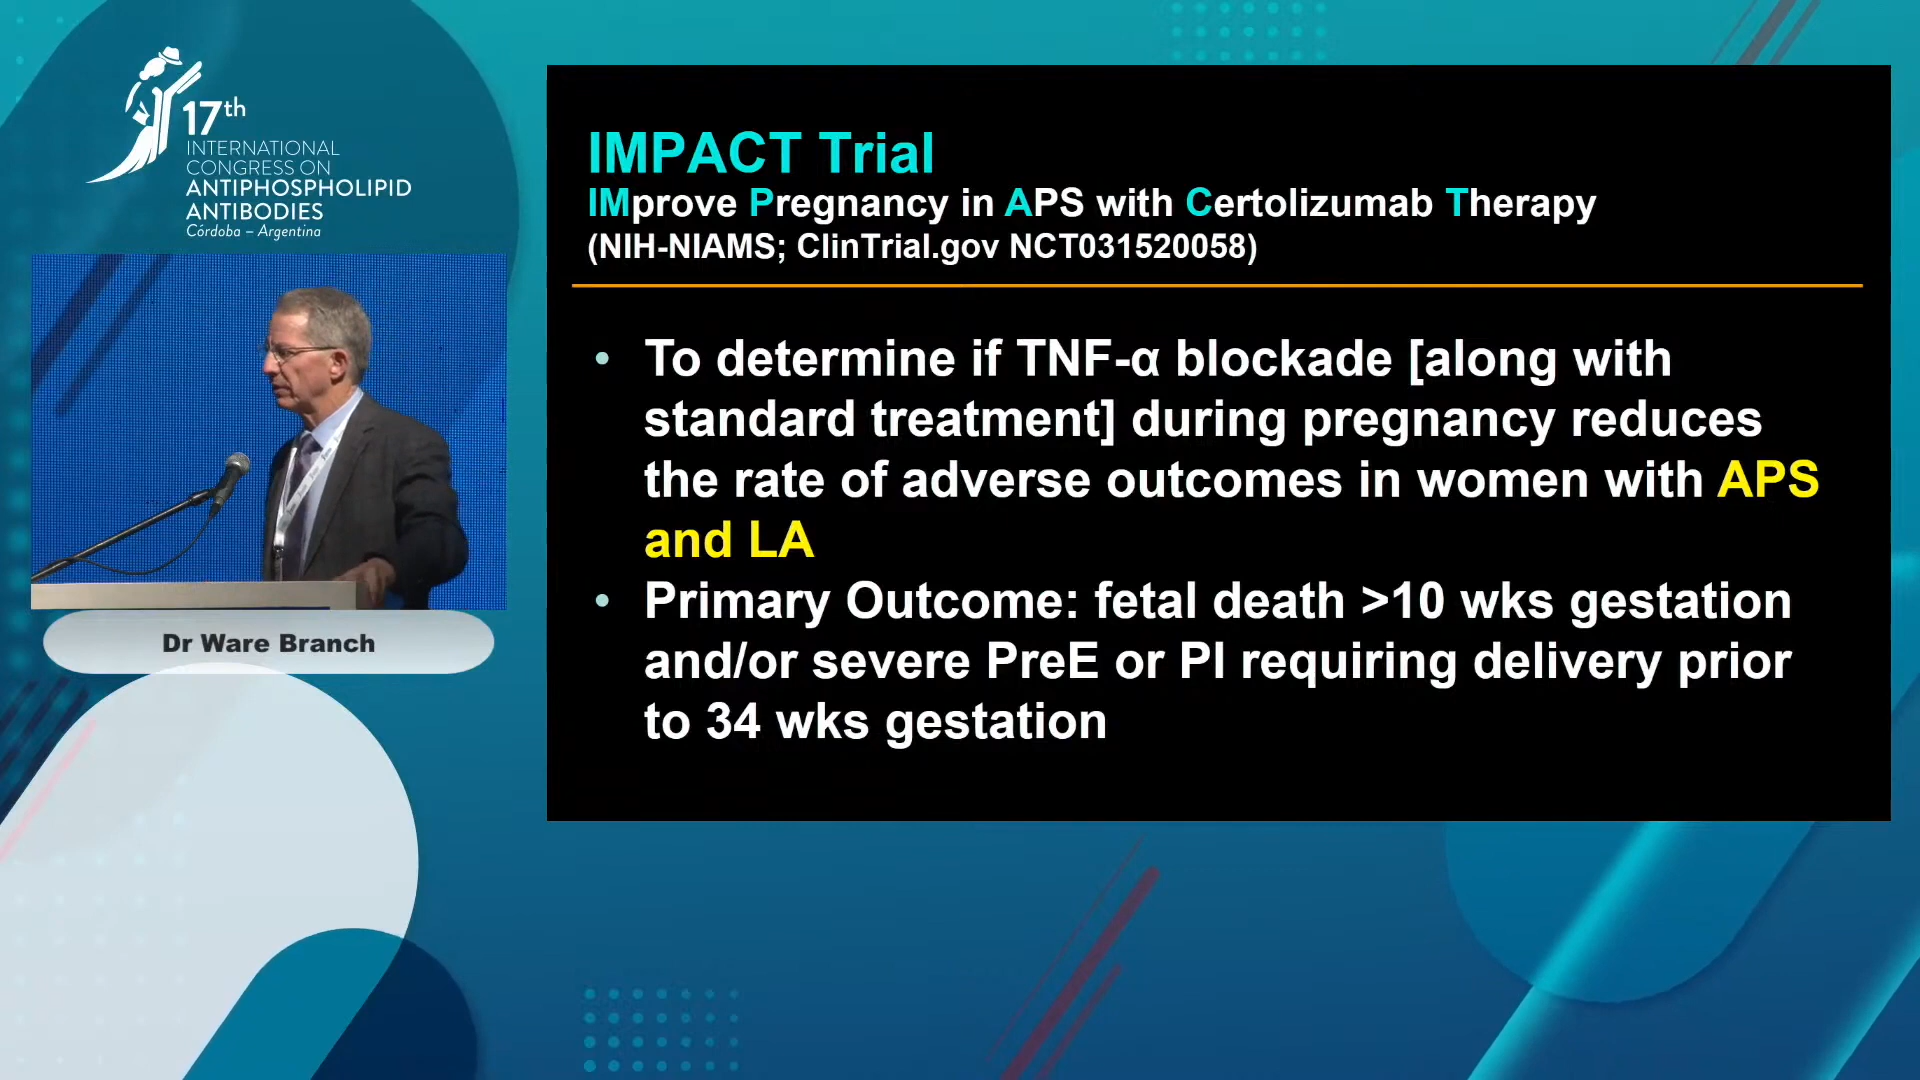 17th
INTERNATIONAL
CONGRESS ON
ANTIPHOSPHOLIPID
ANTIBODIES
Córdoba – Argentina
Dr Ware Branch
IMPACT Trial
IMprove Pregnancy in APS with Certolizumab Therapy
(NIH-NIAMS; ClinTrial.gov NCT031520058)
• To determine if TNF-α blockade [along with
standard treatment] during pregnancy reduces
the rate of adverse outcomes in women with APS
and LA
• Primary Outcome: fetal death >10 wks gestation
and/or severe PreE or PI requiring delivery prior
to 34 wks gestation